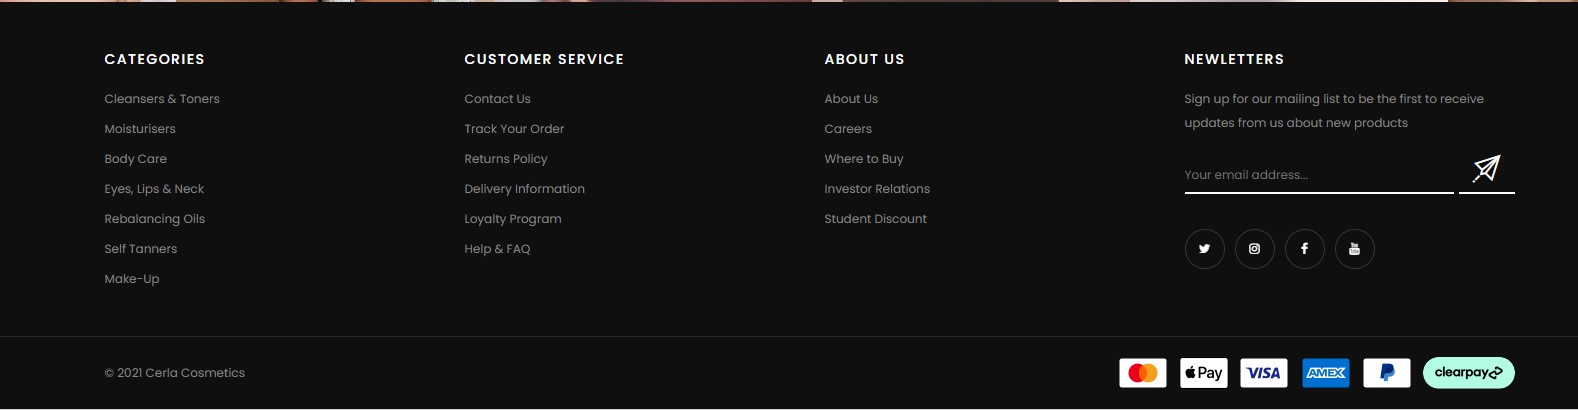 CATEGORIES
Cleansers & Toners
Moisturisers
Body Care
Eyes, Lips & Neck
Rebalancing Oils
Self Tanners
Make-Up
CUSTOMER SERVICE
Contact Us
Track Your Order
Returns Policy
Delivery Information
Loyalty Program
Help & FAQ
ABOUT US
About Us
Careers
Where to Buy
Investor Relations
Student Discount
NEWLETTERS
Sign up for our mailing list to be the first to receive
updates from us about new products
Your email address...
© 2021 Cerla Cosmetics
Pay
VISA
AMEX
clearpay